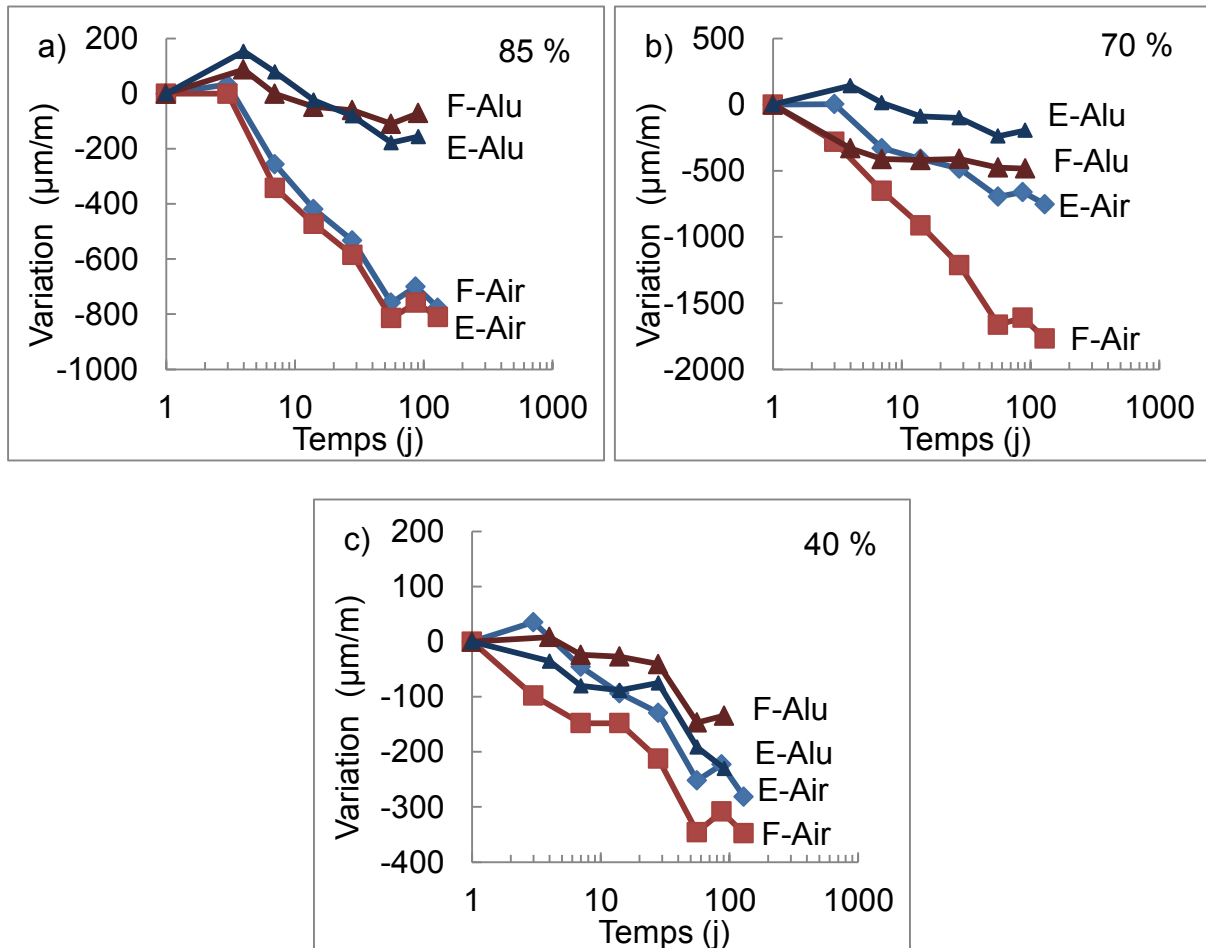 a)
85 %
200
0
-200
-400
-600
-800
-1000
Variation (µm/m)
F-Alu
E-Alu
F-Air
E-Air
1
10
100
1000
Temps (j)
b)
70 %
500
0
-500
-1000
-1500
-2000
Variation (µm/m)
E-Alu
F-Alu
E-Air
F-Air
1
10
100
1000
Temps (j)
c)
40 %
200
100
0
-100
-200
-300
-400
Variation (µm/m)
F-Alu
E-Alu
E-Air
F-Air
1
10
100
1000
Temps (j)